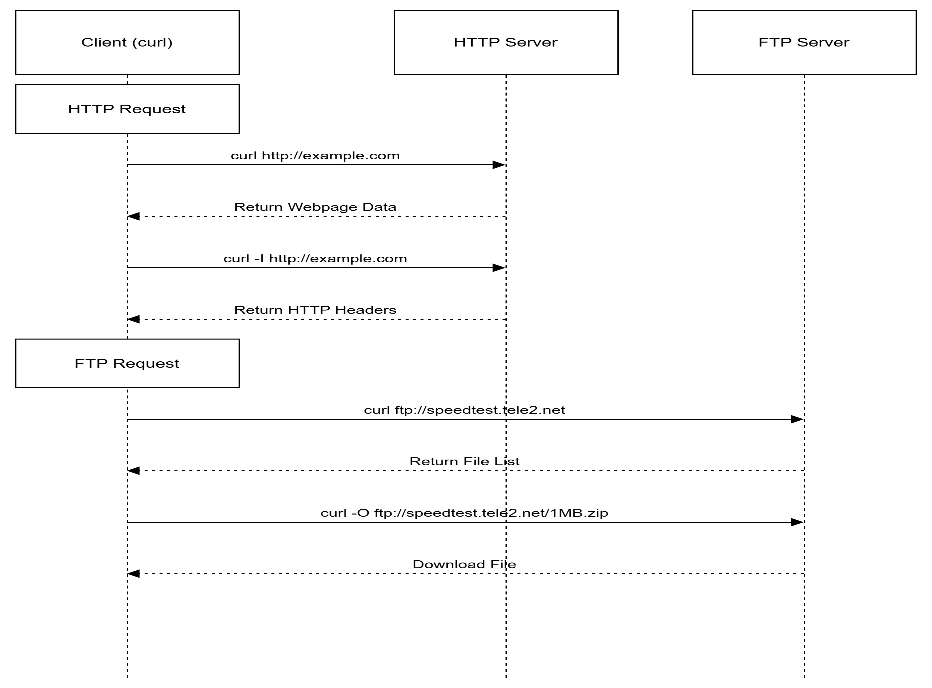 Client (curl)
HTTP Server
FTP Server
HTTP Request
curl http://example.com
Return Webpage Data
curl -I http://example.com
Return HTTP Headers
FTP Request
curl ftp://speedtest.tele2.net
Return File List
curl -O ftp://speedtest.tele2.net/1MB.zip
Download File